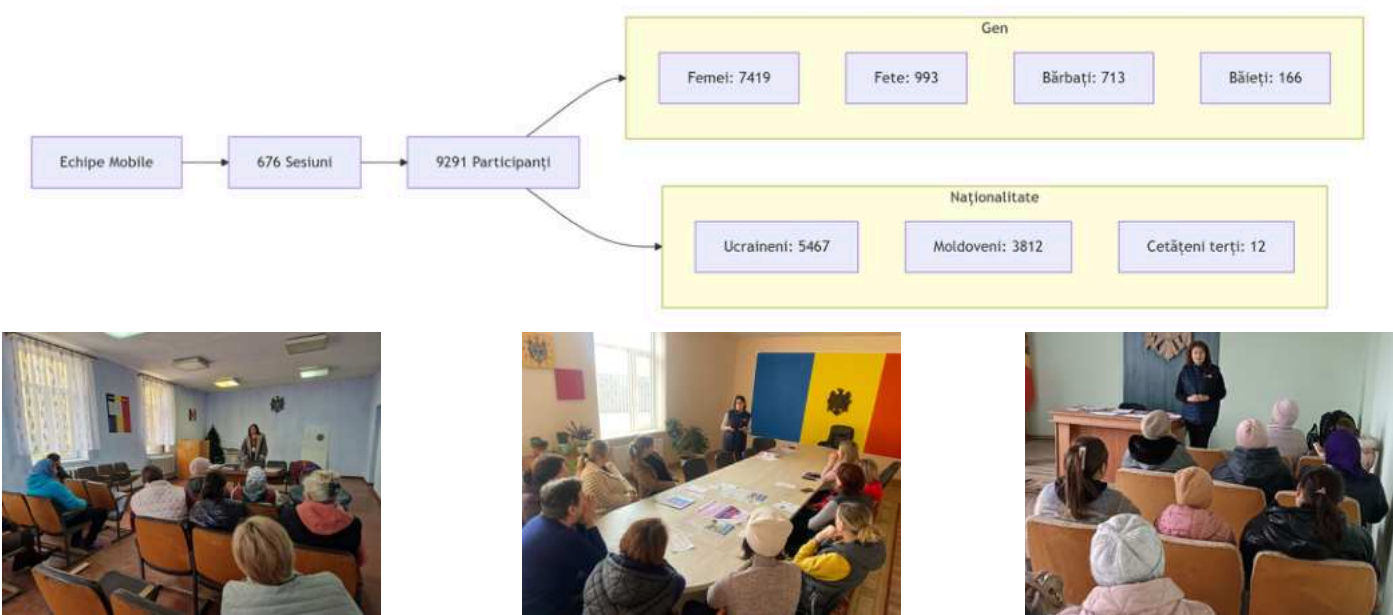 Gen
Femei: 7419
Fete: 993
Bărbați: 713
Băieți: 166
Echipe Mobile
676 Sesiuni
9291 Participanți
Naționalitate
Ucraineni: 5467
Moldoveni: 3812
Cetățeni terți: 12